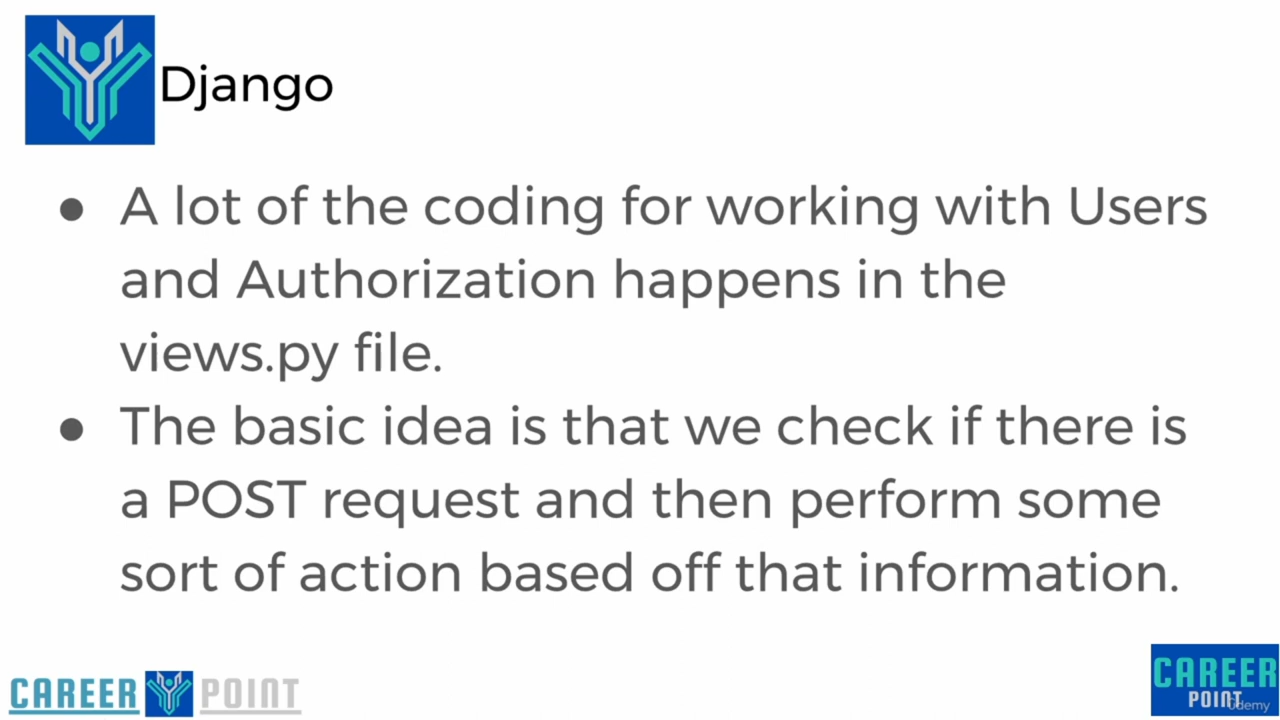 Django
● A lot of the coding for working with Users
and Authorization happens in the
views.py file.
● The basic idea is that we check if there is
a POST request and then perform some
sort of action based off that information.
CAREER POINT
CAREER
POINT
ûdemy